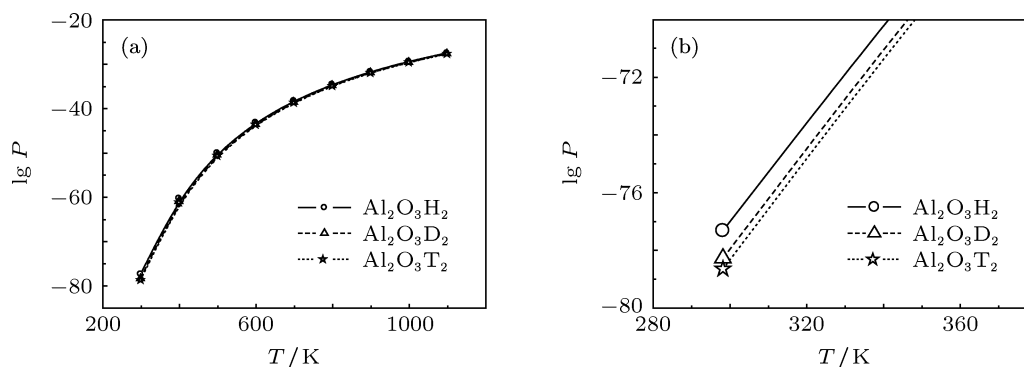 −20
(a)
−40
lg P
−60
Al₂O₃H₂
Al₂O₃D₂
Al₂O₃T₂
−80
200
600
1000
T / K
(b)
−72
lg P
−76
Al₂O₃H₂
Al₂O₃D₂
Al₂O₃T₂
−80
280
320
360
T / K